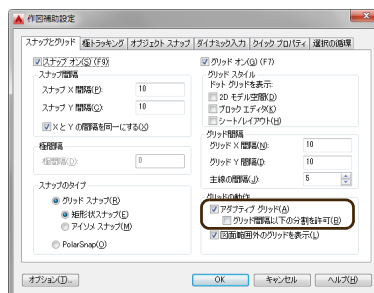 作図補助設定
スナップとグリッド 極トラッキング オブジェクト スナップ ダイナミック入力 クイック プロパティ 選択の循環
スナップ オン(S) (F9)
スナップ間隔
スナップ X 間隔(P): 10
スナップ Y 間隔(C): 10
X と Y の間隔を同一にする(X)
極間隔
極間隔(D): 0
スナップのタイプ
グリッド スナップ(R)
矩形状スナップ(E)
アイソメ スナップ(M)
PolarSnap(O)
グリッド オン(G) (F7)
グリッド スタイル
ドット グリッドを表示:
2D モデル空間(D)
ブロック エディタ(K)
シート/レイアウト(H)
グリッド間隔
グリッド X 間隔(N): 10
グリッド Y 間隔(I): 10
主線の間隔(J): 5
グリッドの動作
アダプティブ グリッド(A)
グリッド間隔以下の分割を許可(B)
図面範囲外のグリッドを表示(L)
オプション(T)... OK キャンセル ヘルプ(H)